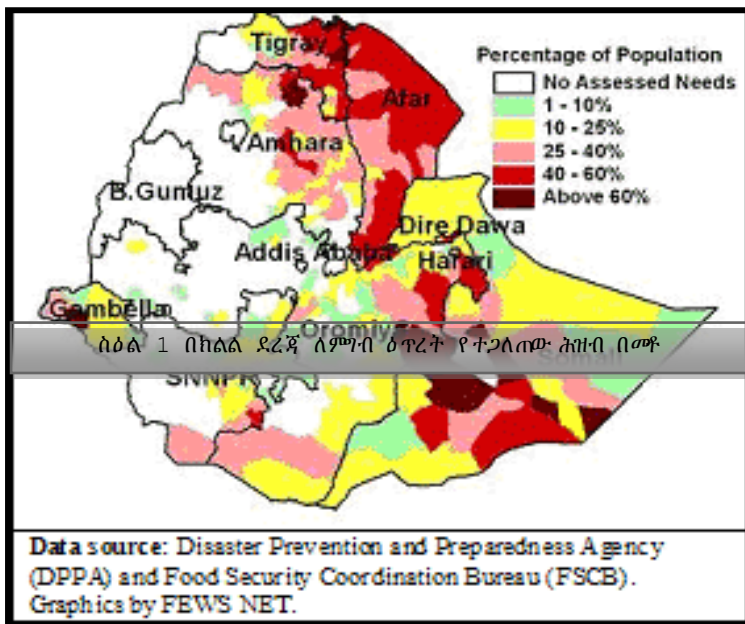 Tigray
Percentage of Population
No Assessed Needs
1 - 10%
10 - 25%
25 - 40%
40 - 60%
Above 60%
Afar
Amhara
B.Gumuz
Dire Dawa
Addis Ababa
Harari
Gambella
Oromiya
ስዕል 1 በክልል ደረጃ ለምግብ ዕጥረት የተጋለጠው ሕዝብ በመቶ
Somali
SNNPR
Data source: Disaster Prevention and Preparedness Agency
(DPPA) and Food Security Coordination Bureau (FSCB).
Graphics by FEWS NET.